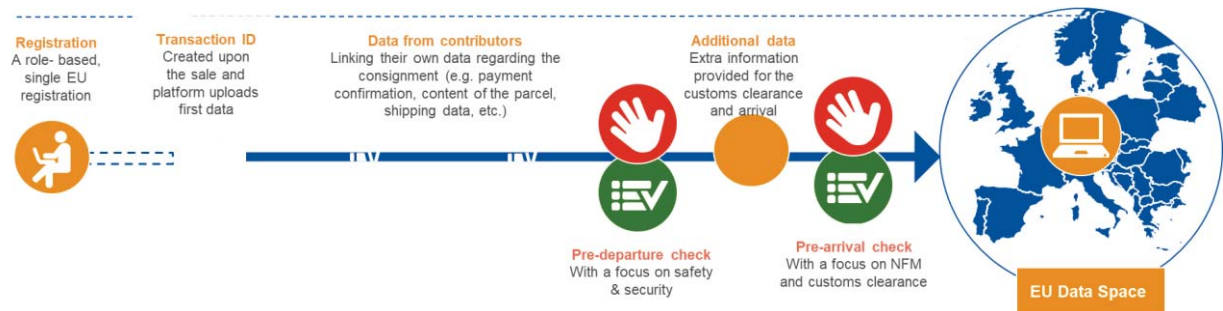 Registration
A role- based,
single EU
registration
Transaction ID
Created upon
the sale and
platform uploads
first data
Data from contributors
Linking their own data regarding the
consignment (e.g. payment
confirmation, content of the parcel,
shipping data, etc.)
Additional data
Extra information
provided for the
customs clearance
and arrival
Pre-departure check
With a focus on safety
& security
Pre-arrival check
With a focus on NFM
and customs clearance
EU Data Space